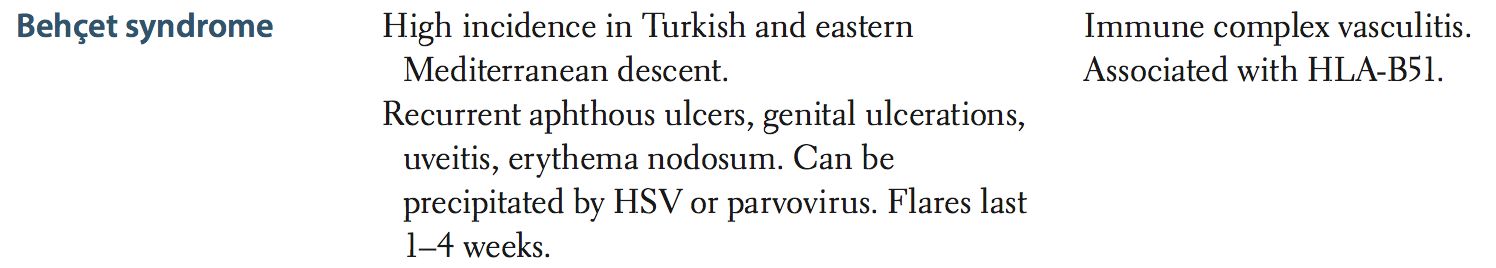 Behçet syndrome
High incidence in Turkish and eastern
Mediterranean descent.
Recurrent aphthous ulcers, genital ulcerations,
uveitis, erythema nodosum. Can be
precipitated by HSV or parvovirus. Flares last
1–4 weeks.
Immune complex vasculitis.
Associated with HLA-B51.